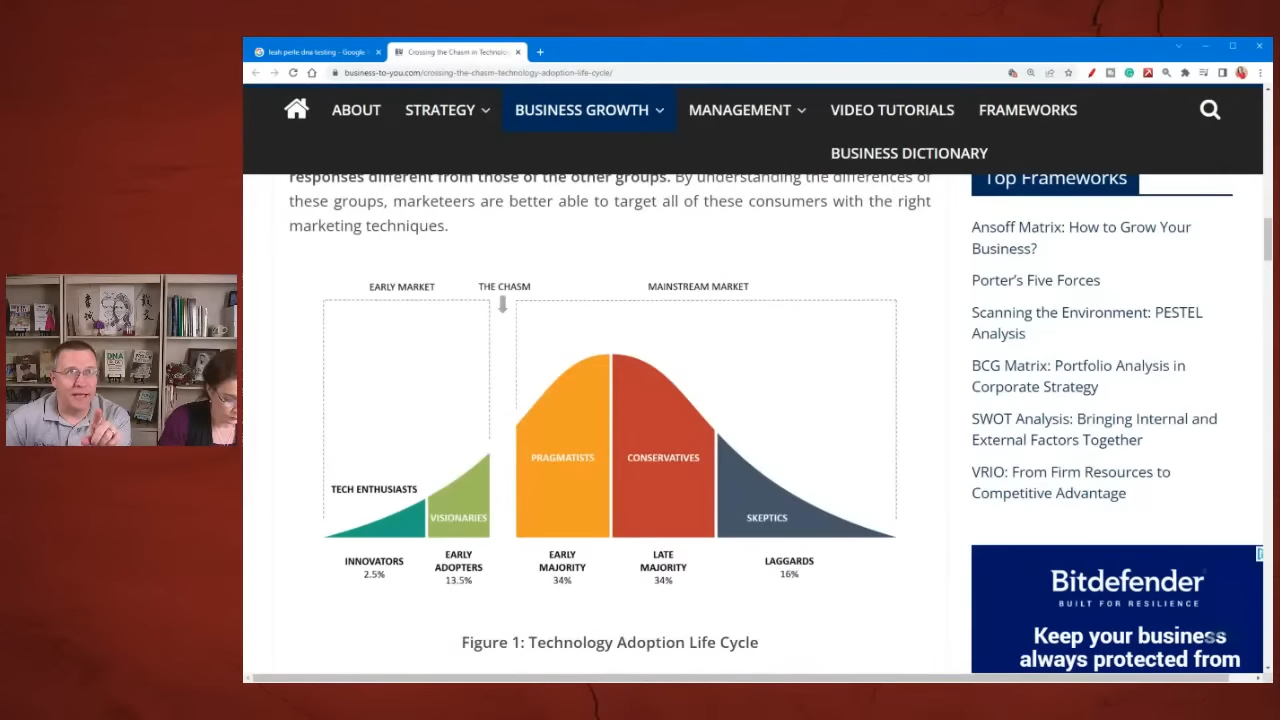 leah perle dna testing - Google
Crossing the Chasm in Technolo
business-to-you.com/crossing-the-chasm-technology-adoption-life-cycle/
ABOUT STRATEGY BUSINESS GROWTH MANAGEMENT VIDEO TUTORIALS FRAMEWORKS
BUSINESS DICTIONARY
responses different from those of the other groups. By understanding the differences of
these groups, marketeers are better able to target all of these consumers with the right
marketing techniques.
EARLY MARKET THE CHASM MAINSTREAM MARKET
TECH ENTHUSIASTS
VISIONARIES
PRAGMATISTS
CONSERVATIVES
SKEPTICS
INNOVATORS
2.5%
EARLY
ADOPTERS
13.5%
EARLY
MAJORITY
34%
LATE
MAJORITY
34%
LAGGARDS
16%
Figure 1: Technology Adoption Life Cycle
Top Frameworks
Ansoff Matrix: How to Grow Your
Business?
Porter's Five Forces
Scanning the Environment: PESTEL
Analysis
BCG Matrix: Portfolio Analysis in
Corporate Strategy
SWOT Analysis: Bringing Internal and
External Factors Together
VRIO: From Firm Resources to
Competitive Advantage
Bitdefender
BUILT FOR RESILIENCE
Keep your business
always protected from
DNA